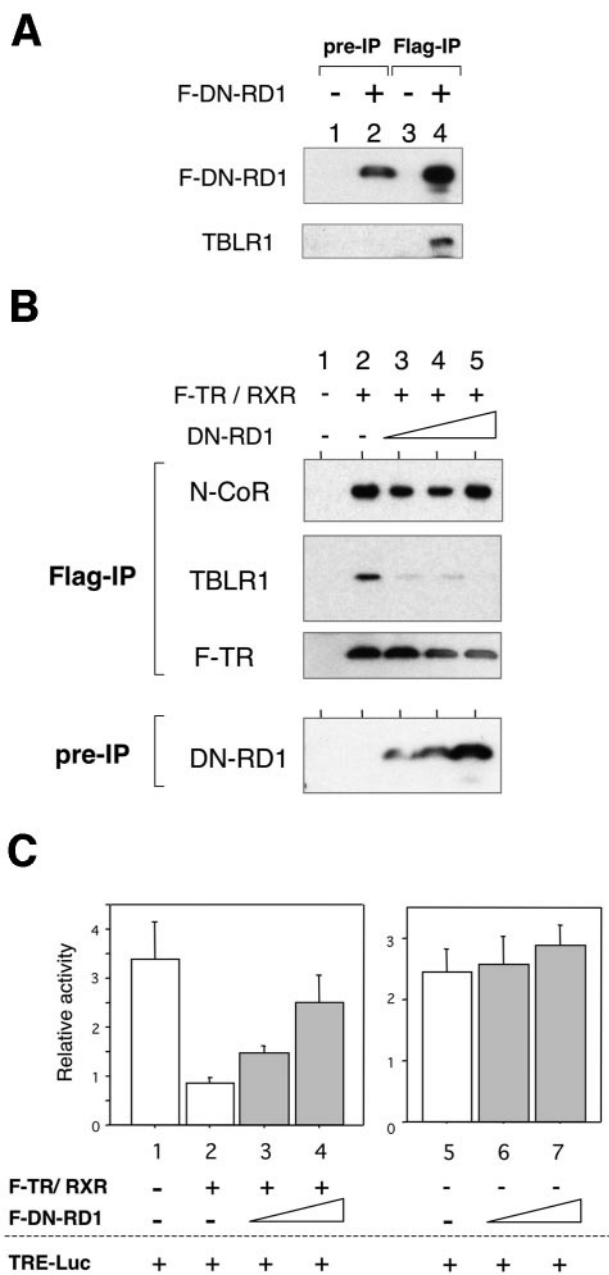 A
pre-IP Flag-IP
F-DN-RD1 - + - +
1 2 3 4
F-DN-RD1
TBLR1
B
1 2 3 4 5
F-TR / RXR - + + + +
DN-RD1 - -
N-CoR
Flag-IP TBLR1
F-TR
pre-IP DN-RD1
C
Relative activity
4
3
2
1
0
3
2
1
0
1 2 3 4 5 6 7
F-TR/ RXR - + + + - - -
F-DN-RD1 - - -
TRE-Luc + + + + + + +